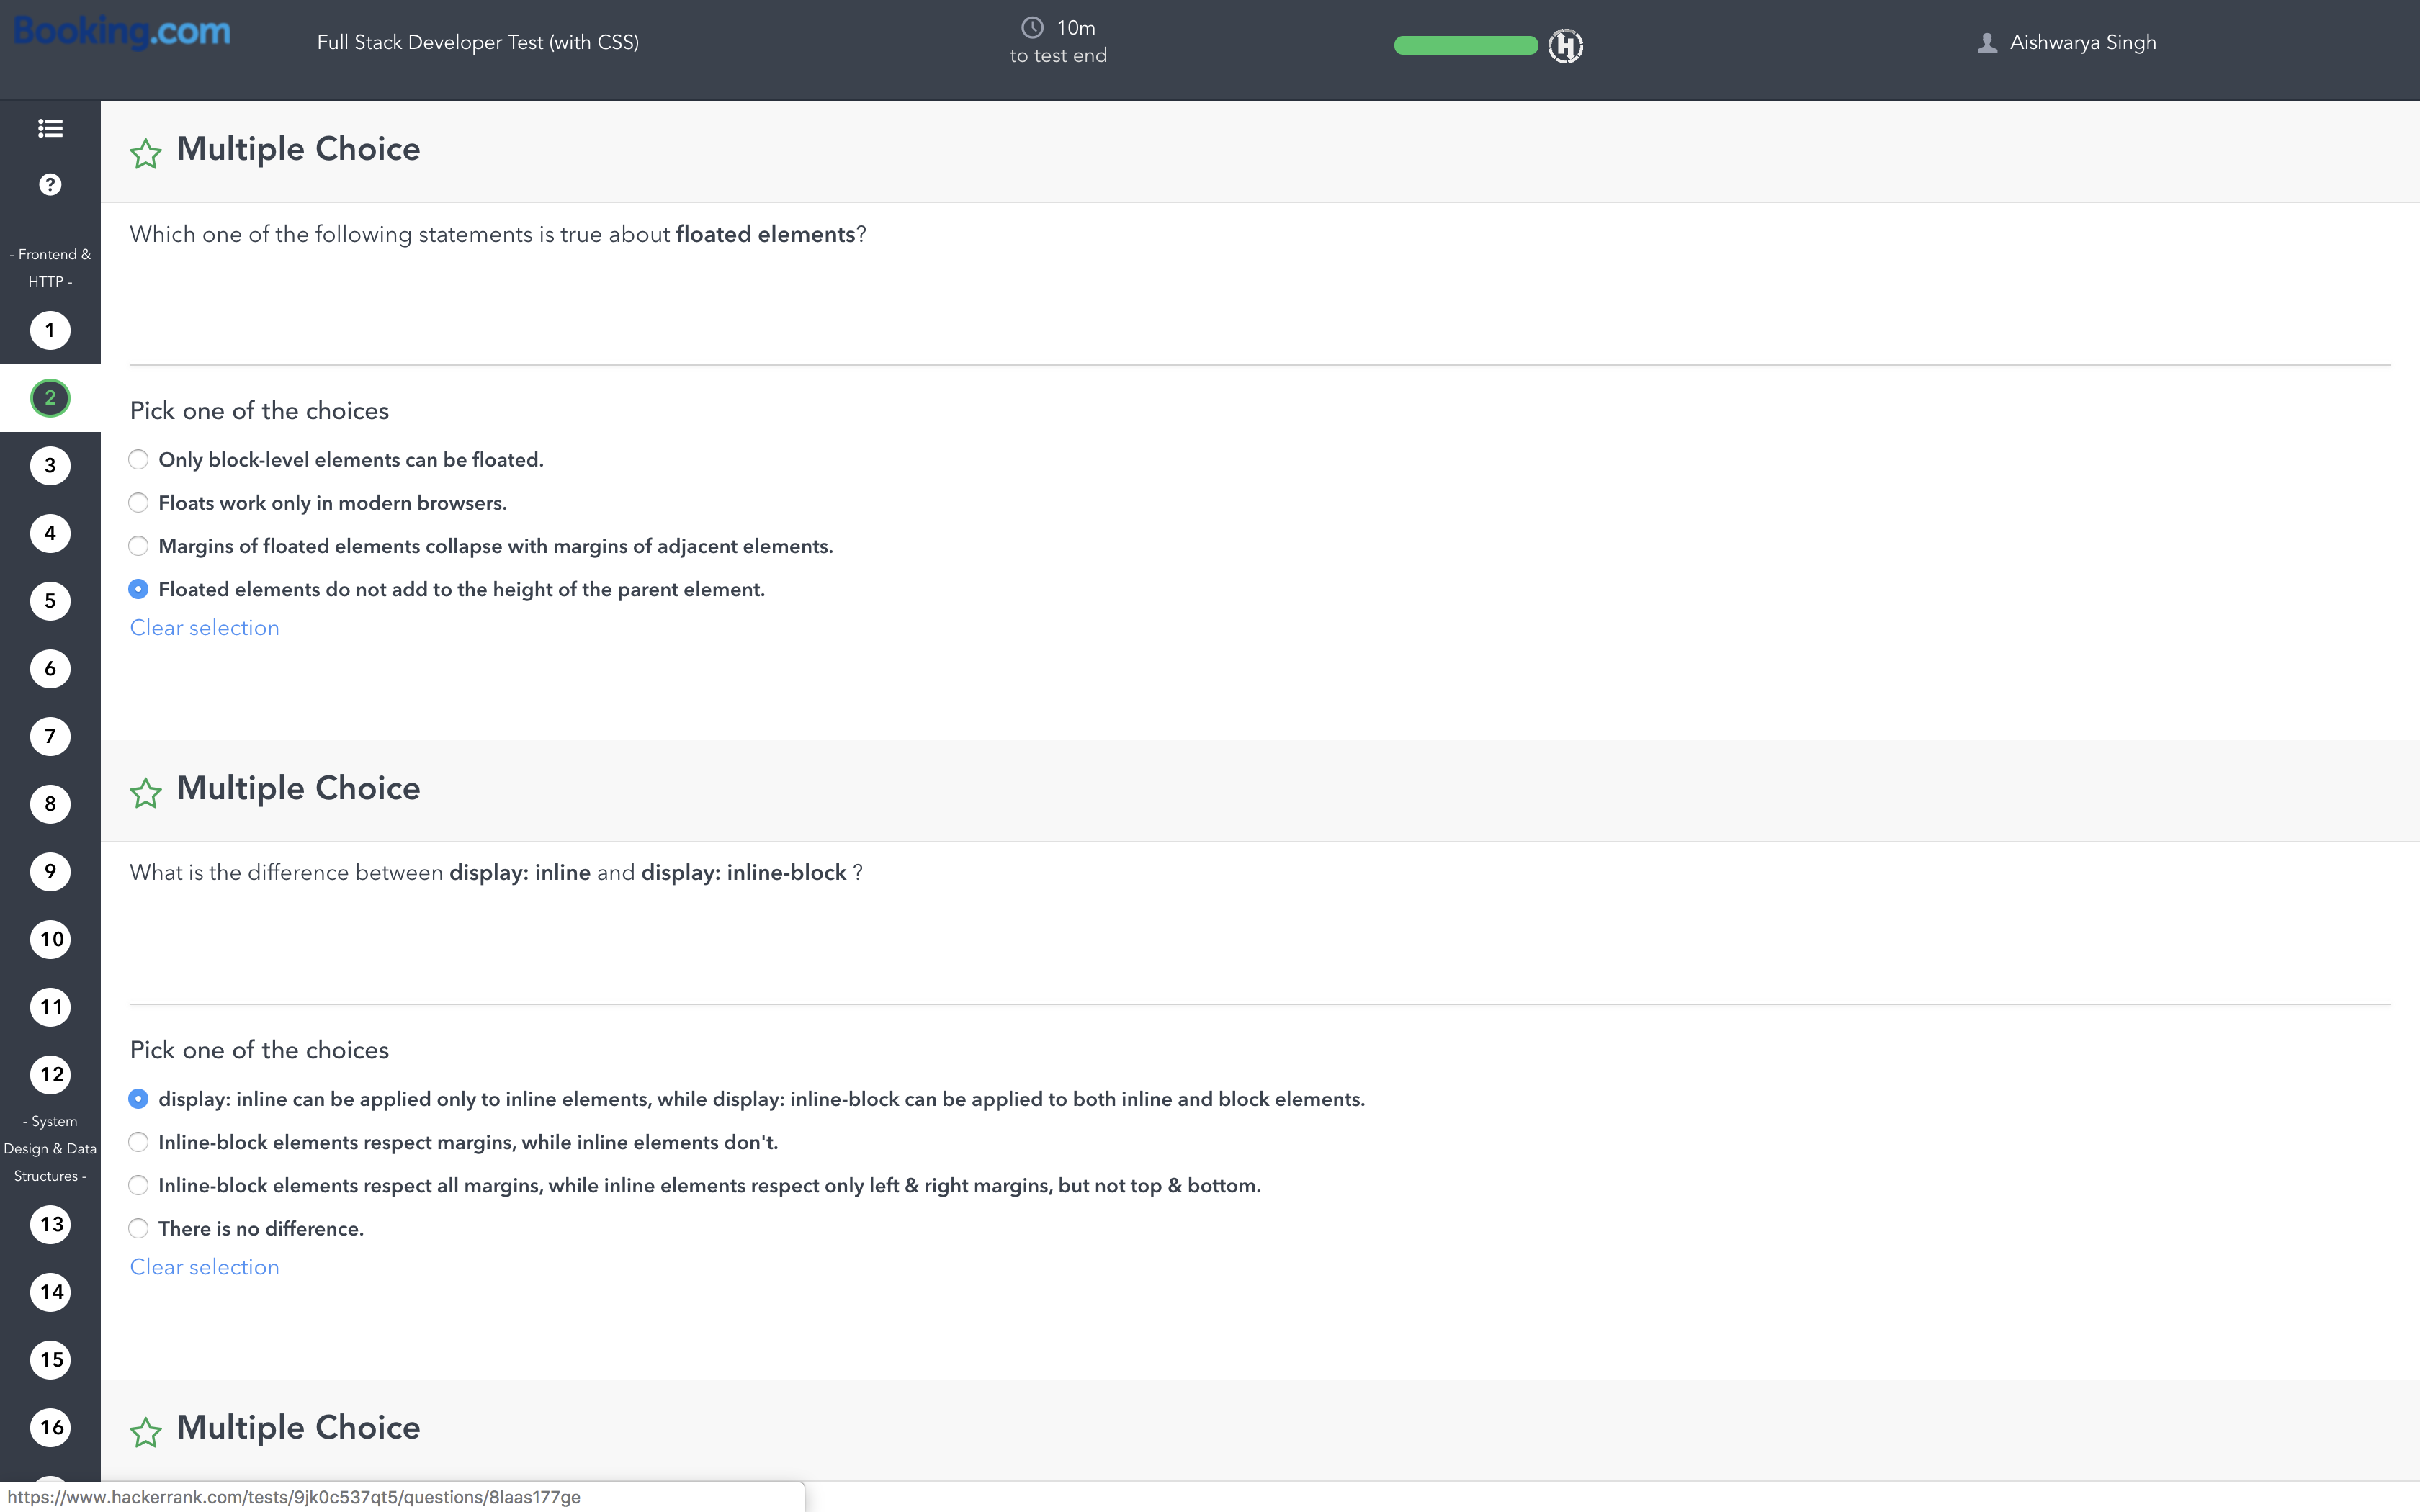 Booking.com
Full Stack Developer Test (with CSS)
10m
to test end
H
Aishwarya Singh
?
- Frontend &
HTTP -
1
2
3
4
5
6
7
8
9
10
11
12
- System
Design & Data
Structures -
13
14
15
16
Multiple Choice
Which one of the following statements is true about floated elements?
Pick one of the choices
Only block-level elements can be floated.
Floats work only in modern browsers.
Margins of floated elements collapse with margins of adjacent elements.
Floated elements do not add to the height of the parent element.
Clear selection
Multiple Choice
What is the difference between display: inline and display: inline-block ?
Pick one of the choices
display: inline can be applied only to inline elements, while display: inline-block can be applied to both inline and block elements.
Inline-block elements respect margins, while inline elements don't.
Inline-block elements respect all margins, while inline elements respect only left & right margins, but not top & bottom.
There is no difference.
Clear selection
Multiple Choice
https://www.hackerrank.com/tests/9jk0c537qt5/questions/8laas177ge